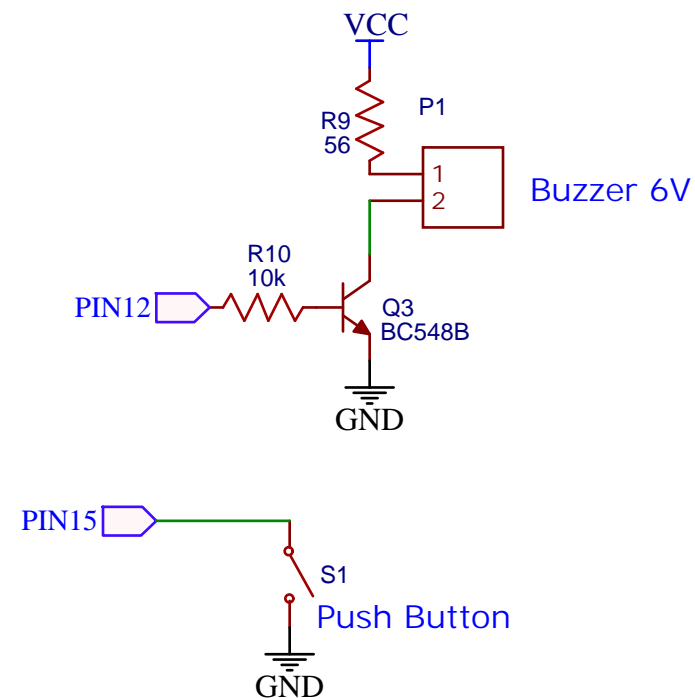 VCC
P1
R9
56
1
2
Buzzer 6V
R10
10k
PIN12
Q3
BC548B
GND
PIN15
S1
Push Button
GND